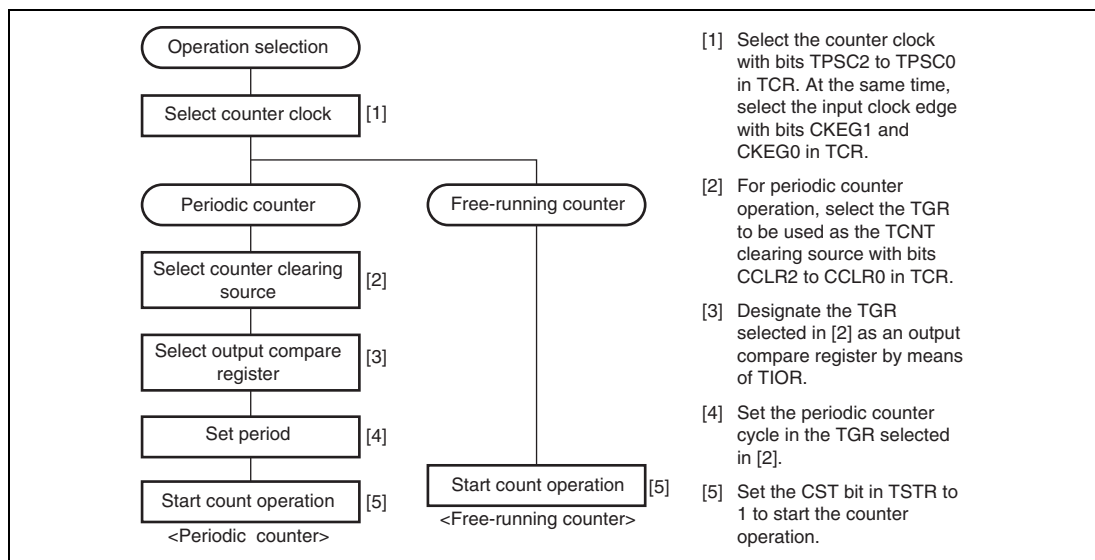 Operation selection
Select counter clock
[1]
Periodic counter
Free-running counter
Select counter clearing
source
[2]
Select output compare
register
[3]
Set period
[4]
Start count operation
[5]
<Periodic counter>
Start count operation
[5]
<Free-running counter>
[1] Select the counter clock
with bits TPSC2 to TPSC0
in TCR. At the same time,
select the input clock edge
with bits CKEG1 and
CKEG0 in TCR.
[2] For periodic counter
operation, select the TGR
to be used as the TCNT
clearing source with bits
CCLR2 to CCLR0 in TCR.
[3] Designate the TGR
selected in [2] as an output
compare register by means
of TIOR.
[4] Set the periodic counter
cycle in the TGR selected
in [2].
[5] Set the CST bit in TSTR to
1 to start the counter
operation.